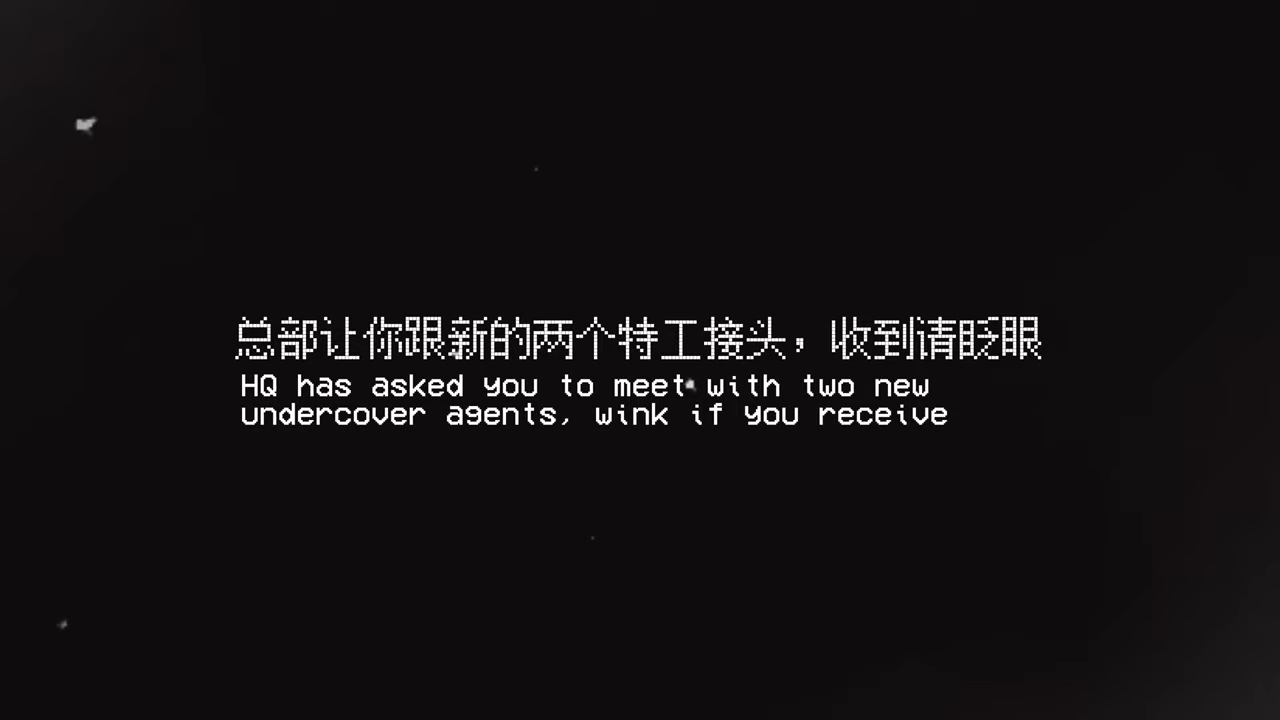 总部让你跟新的两个特工接头，收到请眨眼
HQ has asked you to meet with two new
undercover agents, wink if you receive